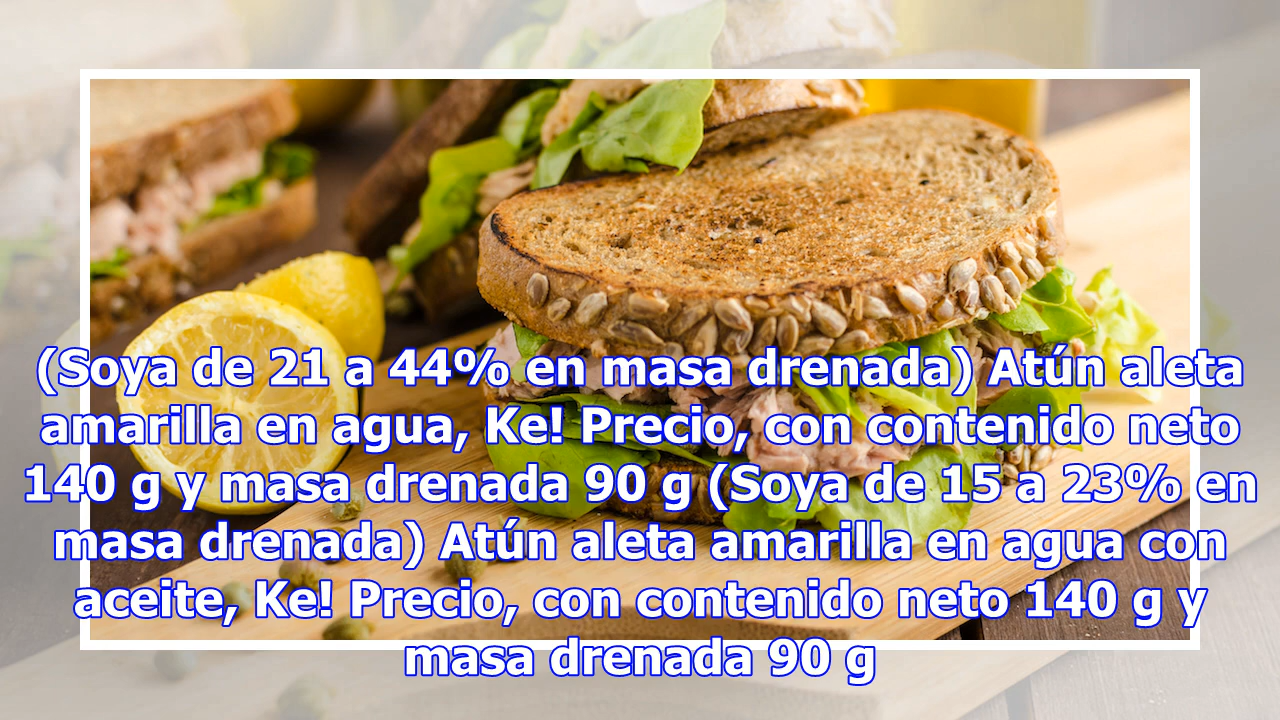 (Soya de 21 a 44% en masa drenada) Atún aleta
amarilla en agua, Ke! Precio, con contenido neto
140 g y masa drenada 90 g (Soya de 15 a 23% en
masa drenada) Atún aleta amarilla en agua con
aceite, Ke! Precio, con contenido neto 140 g y
masa drenada 90 g